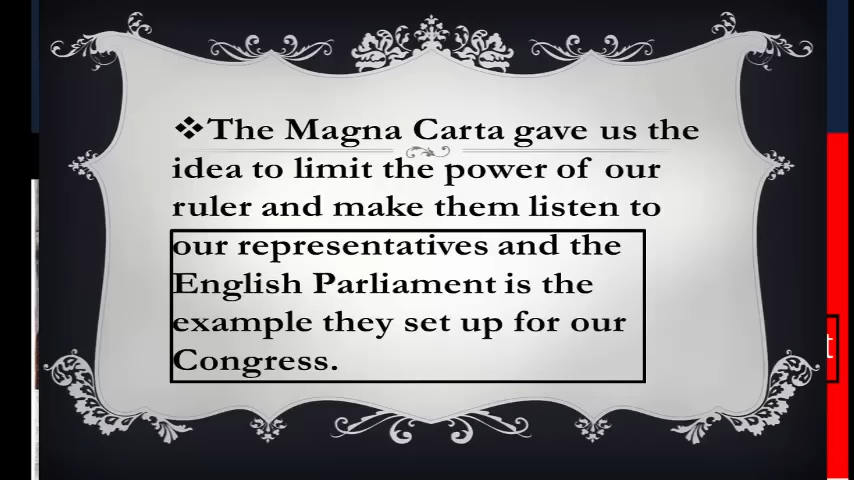 ❖The Magna Carta gave us the
idea to limit the power of our
ruler and make them listen to
our representatives and the
English Parliament is the
example they set up for our
Congress.
t